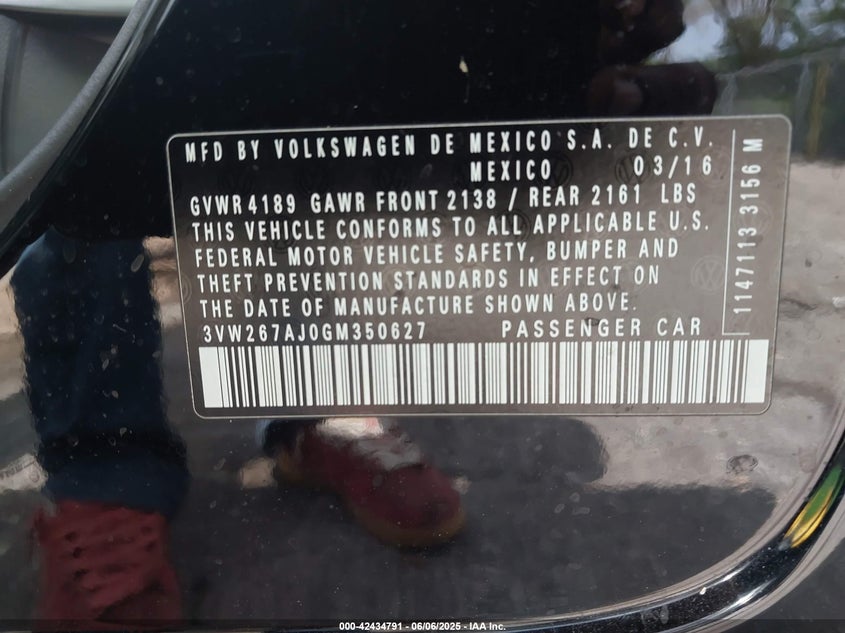 MFD BY VOLKSWAGEN DE MEXICO S.A. DE C.V.
MEXICO 03/16
GVWR 4189 GAWR FRONT 2138 / REAR 2161 LBS
THIS VEHICLE CONFORMS TO ALL APPLICABLE U.S.
FEDERAL MOTOR VEHICLE SAFETY, BUMPER AND
THEFT PREVENTION STANDARDS IN EFFECT ON
THE DATE OF MANUFACTURE SHOWN ABOVE.
3VW267AJ0GM350627 PASSENGER CAR
1147113 3156 M
000-42434791 - 06/06/2025 - IAA Inc.